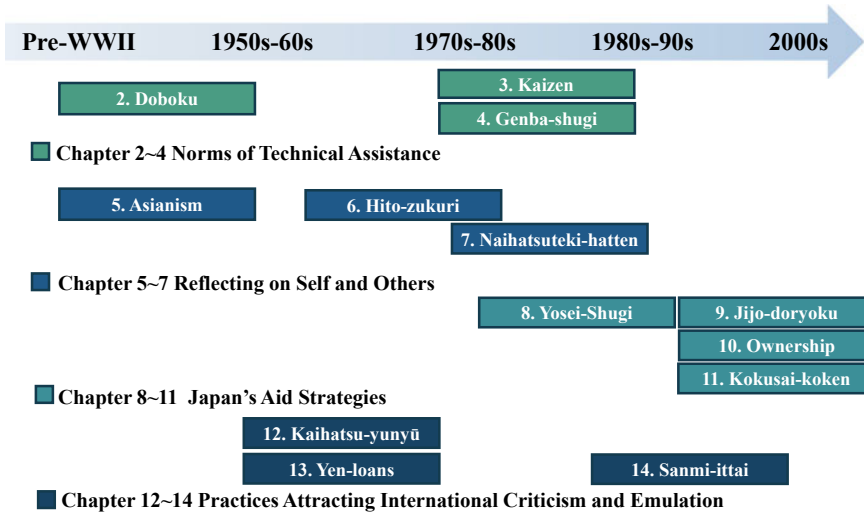 Pre-WWII 1950s-60s 1970s-80s 1980s-90s 2000s
2. Doboku
3. Kaizen
4. Genba-shugi
Chapter 2~4 Norms of Technical Assistance
5. Asianism
6. Hito-zukuri
7. Naihatsuteki-hatten
Chapter 5~7 Reflecting on Self and Others
8. Yosei-Shugi
9. Jijo-doryoku
10. Ownership
11. Kokusai-koken
Chapter 8~11 Japan's Aid Strategies
12. Kaihatsu-yunyū
13. Yen-loans
14. Sanmi-ittai
Chapter 12~14 Practices Attracting International Criticism and Emulation